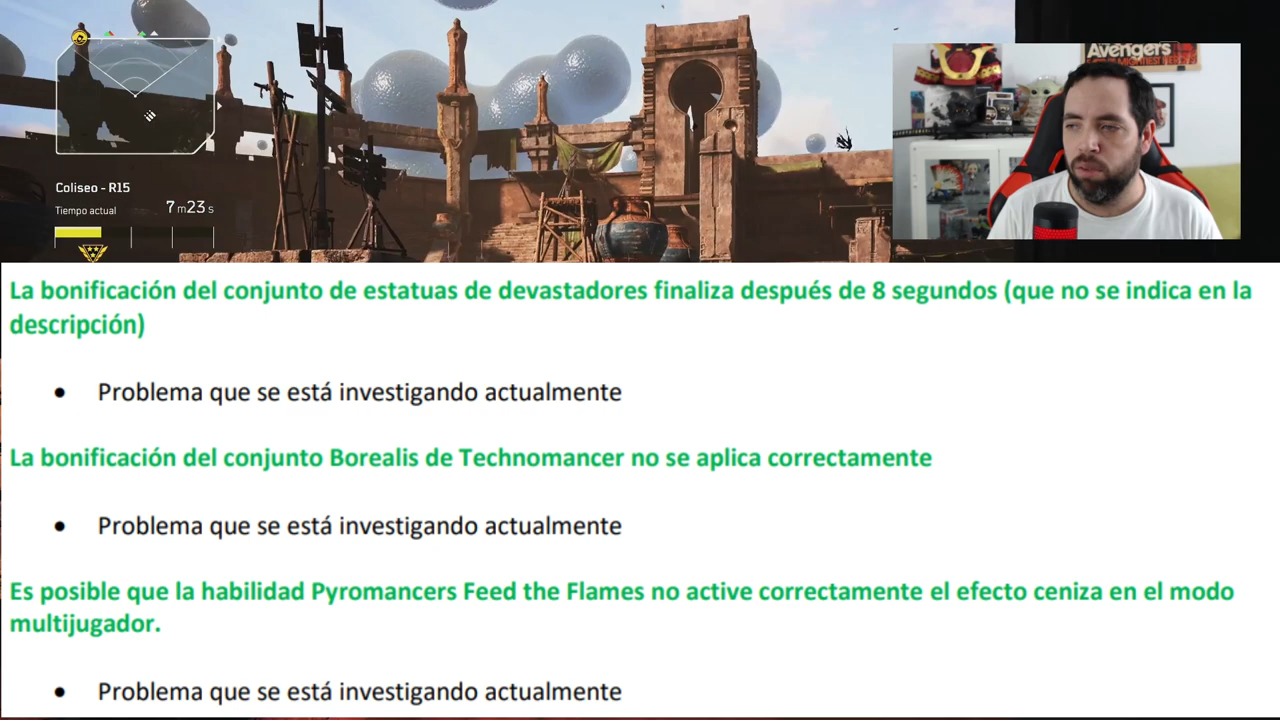 Avengers
Coliseo - R15
Tiempo actual 7 m 23 s
La bonificación del conjunto de estatuas de devastadores finaliza después de 8 segundos (que no se indica en la
descripción)
• Problema que se está investigando actualmente
La bonificación del conjunto Borealis de Technomancer no se aplica correctamente
• Problema que se está investigando actualmente
Es posible que la habilidad Pyromancers Feed the Flames no active correctamente el efecto ceniza en el modo
multijugador.
• Problema que se está investigando actualmente